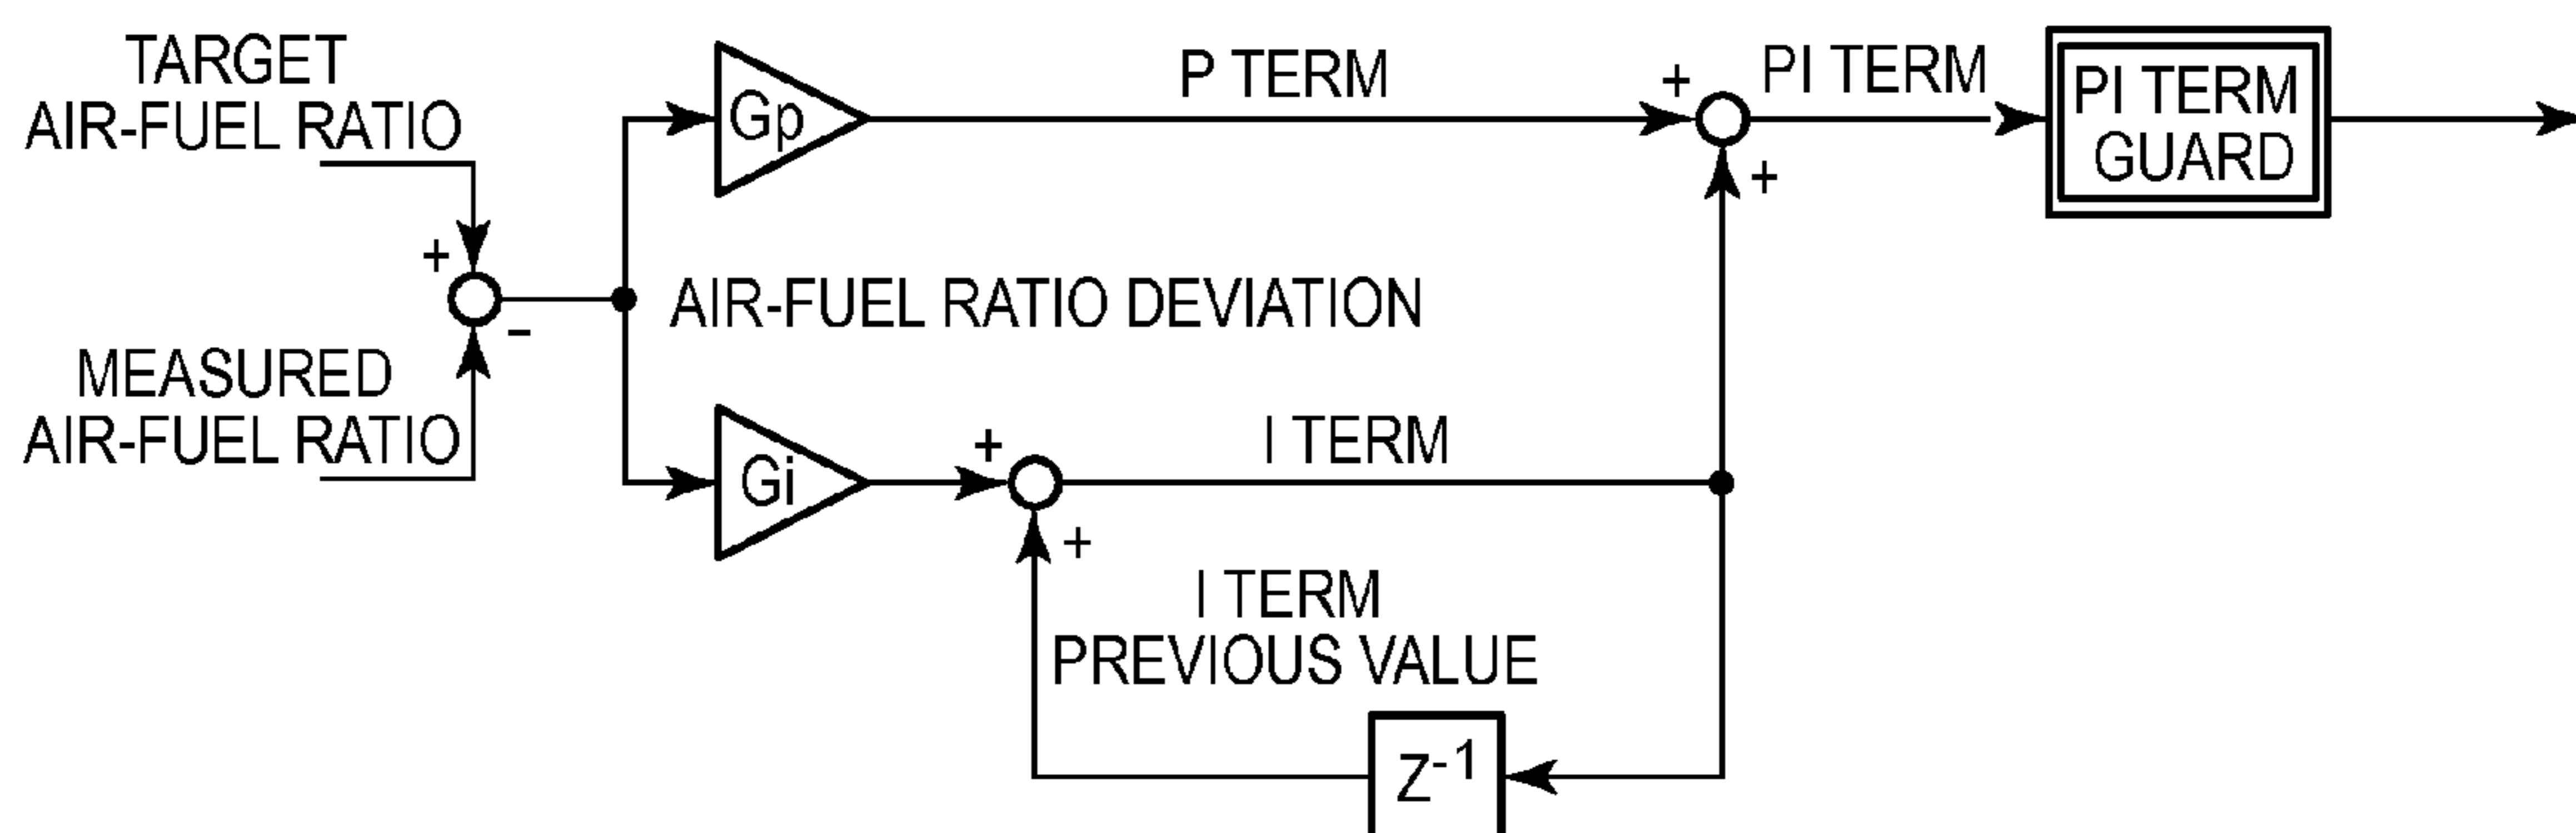 TARGET
AIR-FUEL RATIO
+
-
MEASURED
AIR-FUEL RATIO
AIR-FUEL RATIO DEVIATION
Gp
P TERM
+
+
PI TERM
PI TERM
GUARD
Gi
+
+
I TERM
I TERM
PREVIOUS VALUE
Z⁻¹